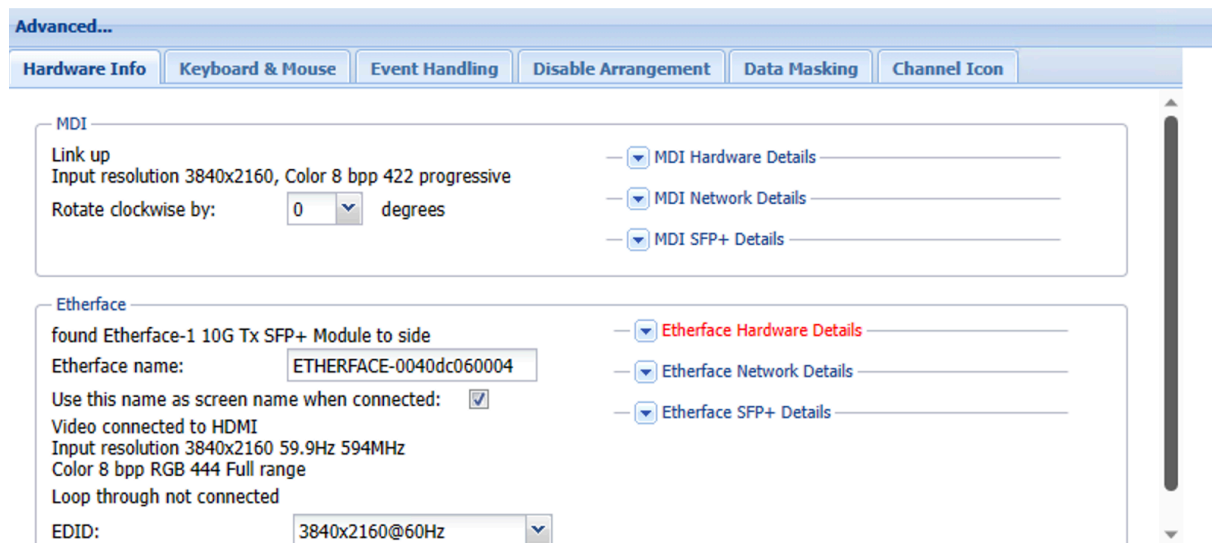 Advanced...
Hardware Info
Keyboard & Mouse
Event Handling
Disable Arrangement
Data Masking
Channel Icon
MDI
Link up
Input resolution 3840x2160, Color 8 bpp 422 progressive
Rotate clockwise by: 0 degrees
MDI Hardware Details
MDI Network Details
MDI SFP+ Details
Etherface
found Etherface-1 10G Tx SFP+ Module to side
Etherface name: ETHERFACE-0040dc060004
Use this name as screen name when connected:
Video connected to HDMI
Input resolution 3840x2160 59.9Hz 594MHz
Color 8 bpp RGB 444 Full range
Loop through not connected
EDID: 3840x2160@60Hz
Etherface Hardware Details
Etherface Network Details
Etherface SFP+ Details